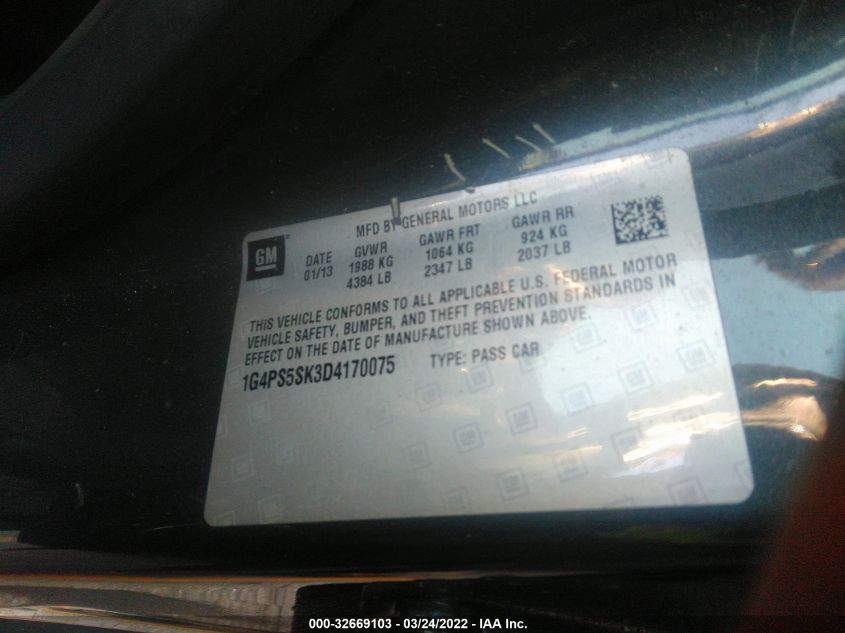 MFD BY GENERAL MOTORS LLC
GM
DATE GVWR GAWR FRT GAWR RR
01/13 1988 KG 1064 KG 924 KG
4384 LB 2347 LB 2037 LB
THIS VEHICLE CONFORMS TO ALL APPLICABLE U.S. FEDERAL MOTOR
VEHICLE SAFETY, BUMPER, AND THEFT PREVENTION STANDARDS IN
EFFECT ON THE DATE OF MANUFACTURE SHOWN ABOVE.
1G4PS5SK3D4170075 TYPE: PASS CAR
000-32669103 - 03/24/2022 - IAA Inc.